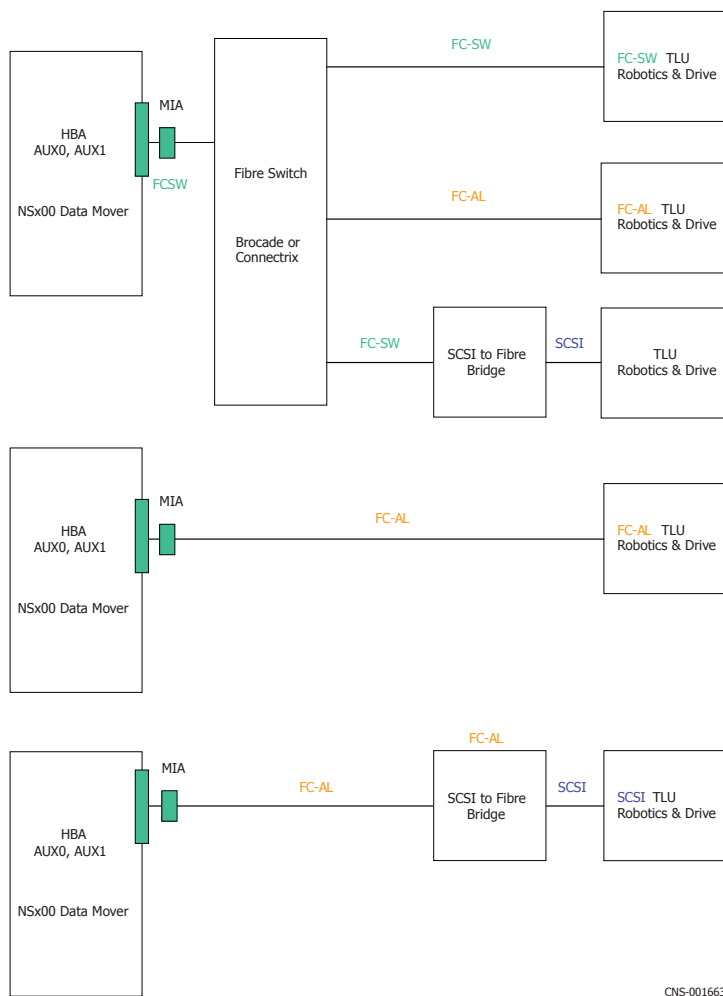 FC-SW
FC-SW TLU
Robotics & Drive
MIA
HBA
AUX0, AUX1
FCSW
NSx00 Data Mover
Fibre Switch
Brocade or
Connectrix
FC-AL
FC-AL TLU
Robotics & Drive
FC-SW
SCSI to Fibre
Bridge
SCSI
TLU
Robotics & Drive
MIA
HBA
AUX0, AUX1
NSx00 Data Mover
FC-AL
FC-AL TLU
Robotics & Drive
FC-AL
MIA
HBA
AUX0, AUX1
NSx00 Data Mover
FC-AL
SCSI to Fibre
Bridge
SCSI
SCSI TLU
Robotics & Drive
CNS-001663